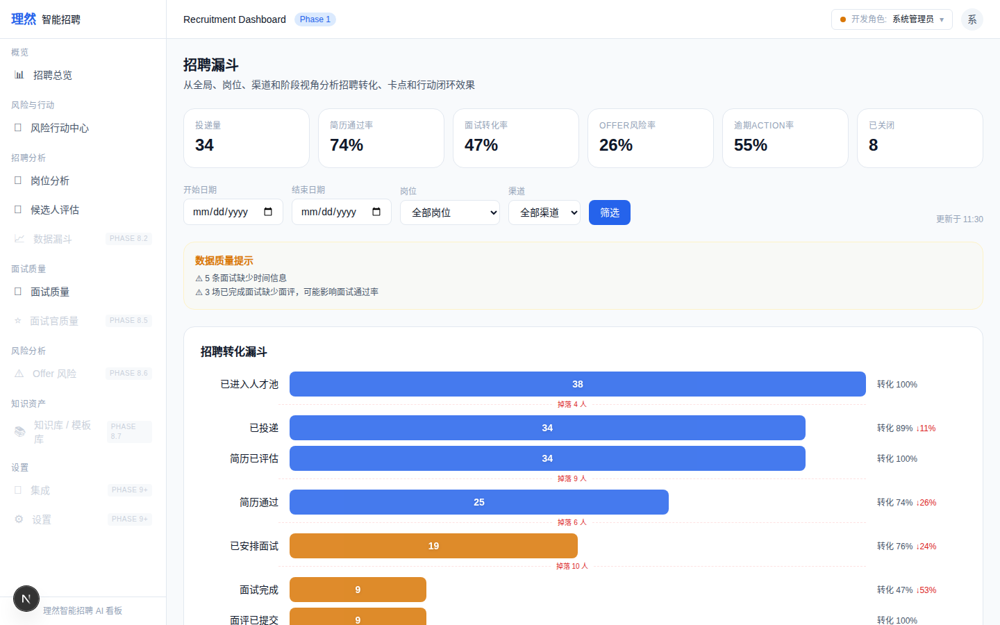 理然 智能招聘
Recruitment Dashboard Phase 1
开发角色: 系统管理员 ▾ 系
概览
招聘总览
风险与行动
风险行动中心
招聘分析
岗位分析
候选人评估
数据漏斗 PHASE 8.2
面试质量
面试质量
面试官质量 PHASE 8.5
风险分析
Offer 风险 PHASE 8.6
知识资产
知识库 / 模板
库
PHASE
8.7
设置
集成 PHASE 9+
设置 PHASE 9+
理然智能招聘 AI 看板
招聘漏斗
从全局、岗位、渠道和阶段视角分析招聘转化、卡点和行动闭环效果
投递量
34
简历通过率
74%
面试转化率
47%
OFFER风险率
26%
逾期ACTION率
55%
已关闭
8
开始日期
mm/dd/yyyy
结束日期
mm/dd/yyyy
岗位
全部岗位
渠道
全部渠道
筛选
更新于 11:30
数据质量提示
⚠ 5 条面试缺少时间信息
⚠ 3 场已完成面试缺少面评，可能影响面试通过率
招聘转化漏斗
已进入人才池 38 转化 100%
掉落 4 人
已投递 34 转化 89% ↓11%
简历已评估 34 转化 100%
掉落 9 人
简历通过 25 转化 74% ↓26%
掉落 6 人
已安排面试 19 转化 76% ↓24%
掉落 10 人
面试完成 9 转化 47% ↓53%
面评已提交 9 转化 100%